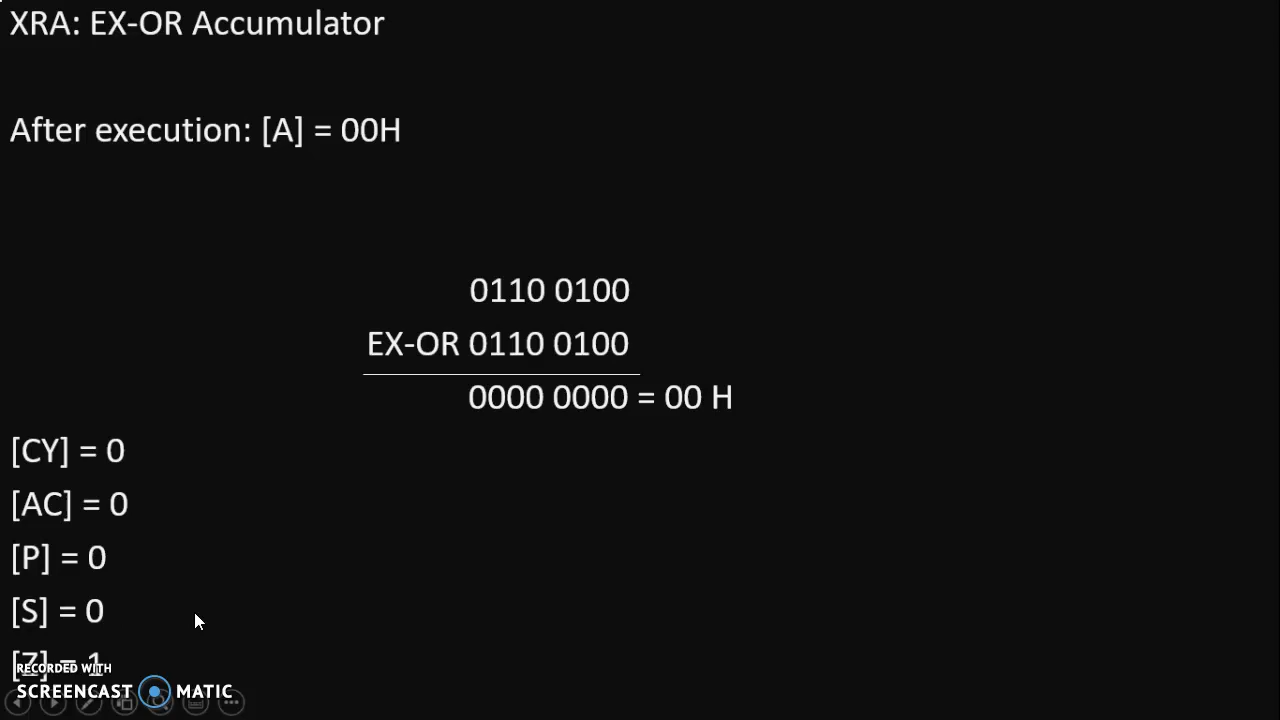 XRA: EX-OR Accumulator
After execution: [A] = 00H
0110 0100
EX-OR 0110 0100
0000 0000 = 00 H
[CY] = 0
[AC] = 0
[P] = 0
[S] = 0
[Z] = 1
RECORDED WITH
SCREENCAST MATIC